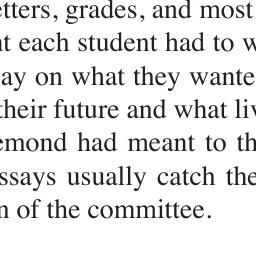 etters, grades, and most
nt each student had to w
ay on what they wante
their future and what liv
emond had meant to th
ssays usually catch the
n of the committee.